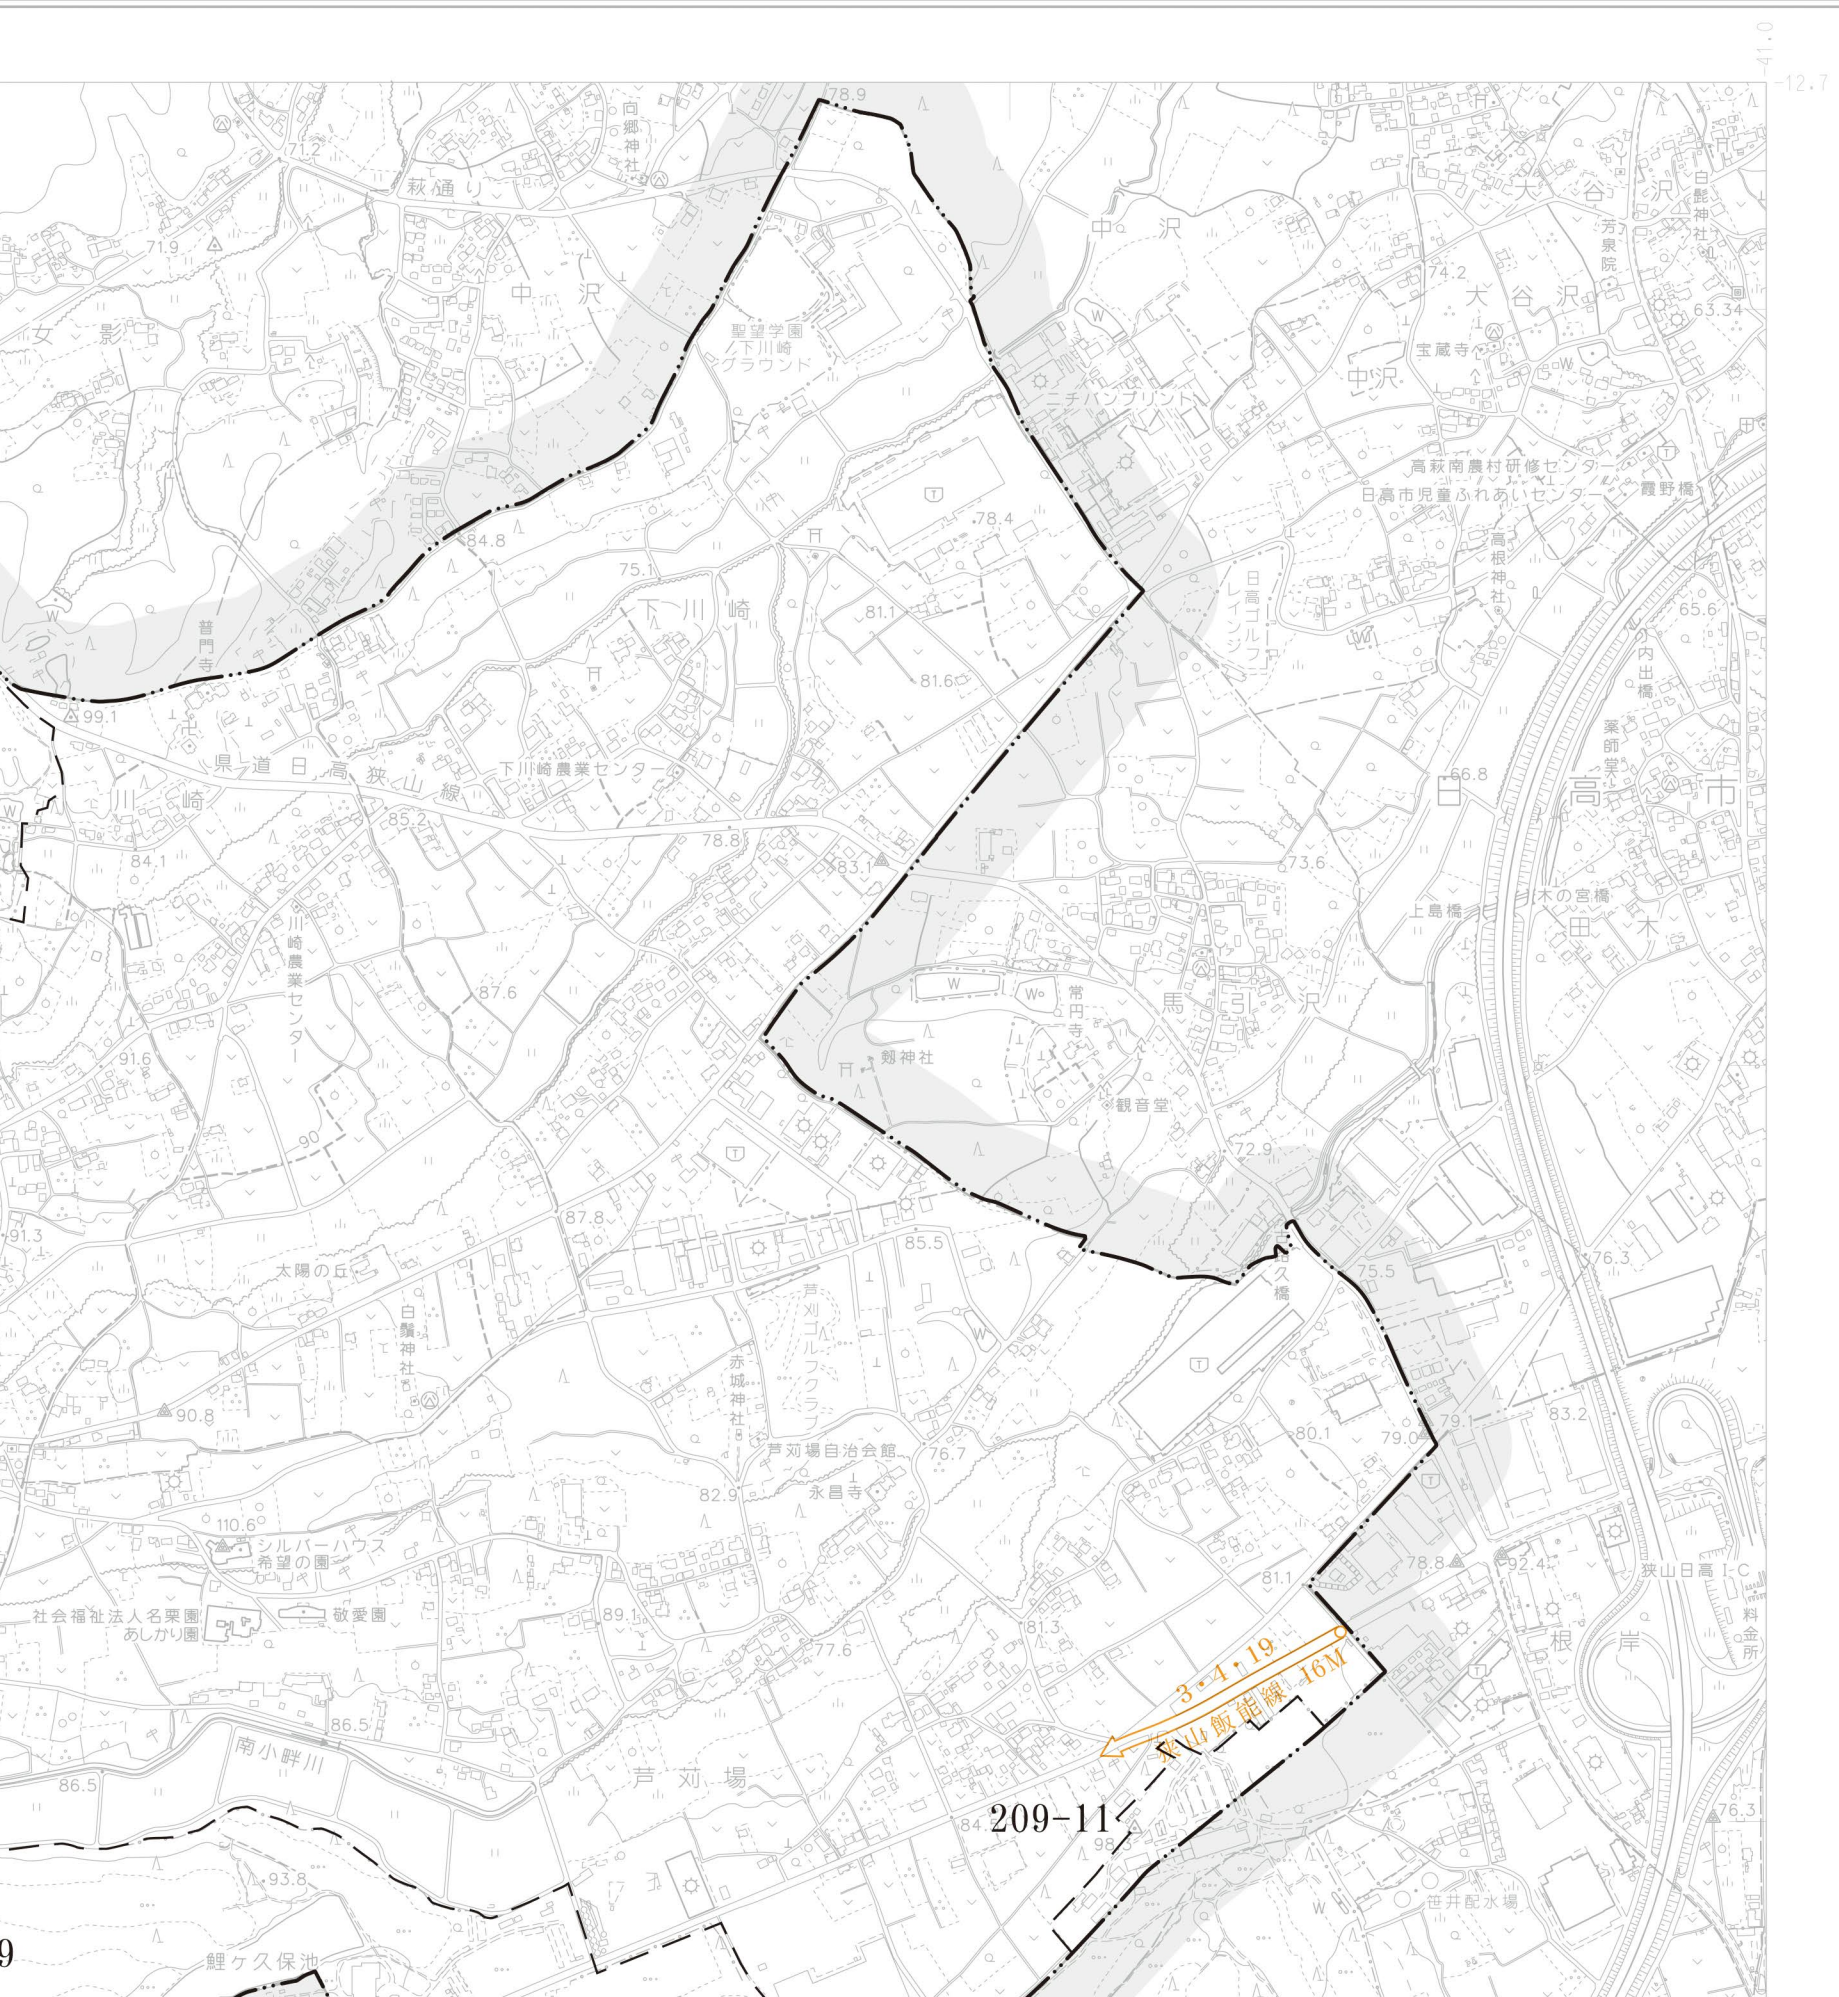 -41.0
-12.7
78.9
向郷神社
71.2
萩通り
大谷沢
白髭神社
芳泉院
71.9
中沢
74.2
中沢
大谷沢
63.34
女影
聖望学園
下川崎
グラウンド
W
宝蔵寺
W
中沢
ニチバンプリント
高萩南農村研修センター
日高市児童ふれあいセンター
霞野橋
T
78.4
84.8
高根神社
75.1
日高ゴルフ
レインジ
下川崎
81.1
65.6
W
普門寺
W
81.6
内出橋
99.1
薬師堂
県道日高狭山線
下川崎農業センター
66.8
日高市
川崎
W
85.2
78.8
84.1
83.1
73.6
木の宮橋
上島橋
田木
川崎農業センター
87.6
W
W
常円寺
馬引沢
91.6
剱神社
観音堂
90
T
72.9
87.8
91.3
85.5
76.3
太陽の丘
75.5
久橋
芦刈ゴルフクラブ
白鬚神社
W
赤城神社
T
90.8
83.2
79.1
79.0
80.1
芦苅場自治会館
76.7
永昌寺
82.9
T
110.6
シルバーハウス
希望の園
78.8
92.4
狭山日高I・C
81.1
社会福祉法人名栗園
あしかり園
敬愛園
89.1
81.3
料金所
77.6
根岸
3・4・19
狭山飯能線 16M
T
86.5
南小畔川
86.5
芦苅場
209-11
98.3
76.3
93.8
笹井配水場
W
9
鯉ケ久保池